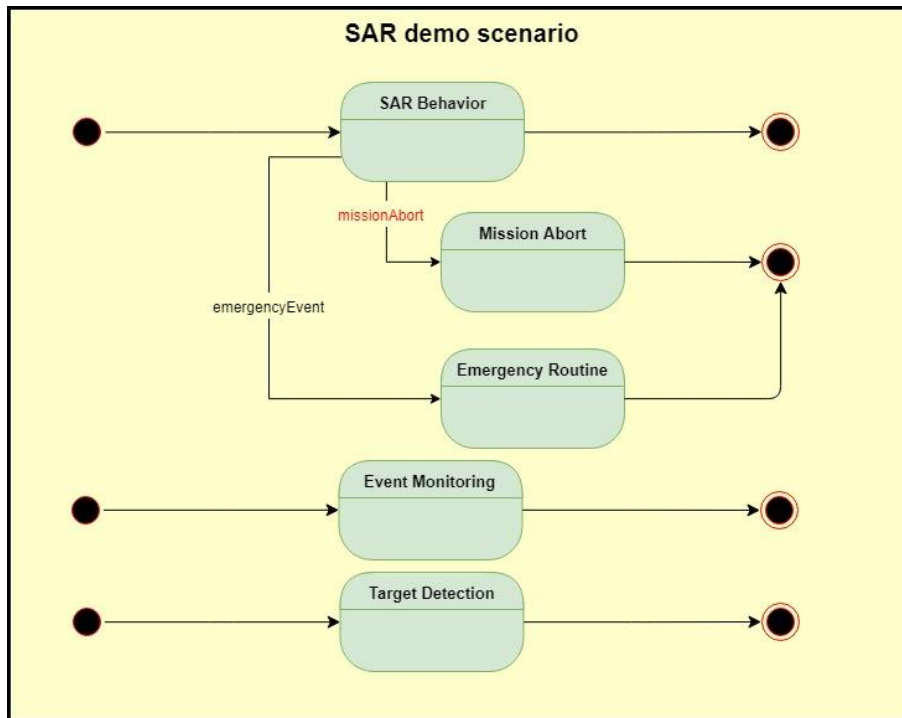 SAR demo scenario
SAR Behavior
missionAbort
Mission Abort
emergencyEvent
Emergency Routine
Event Monitoring
Target Detection